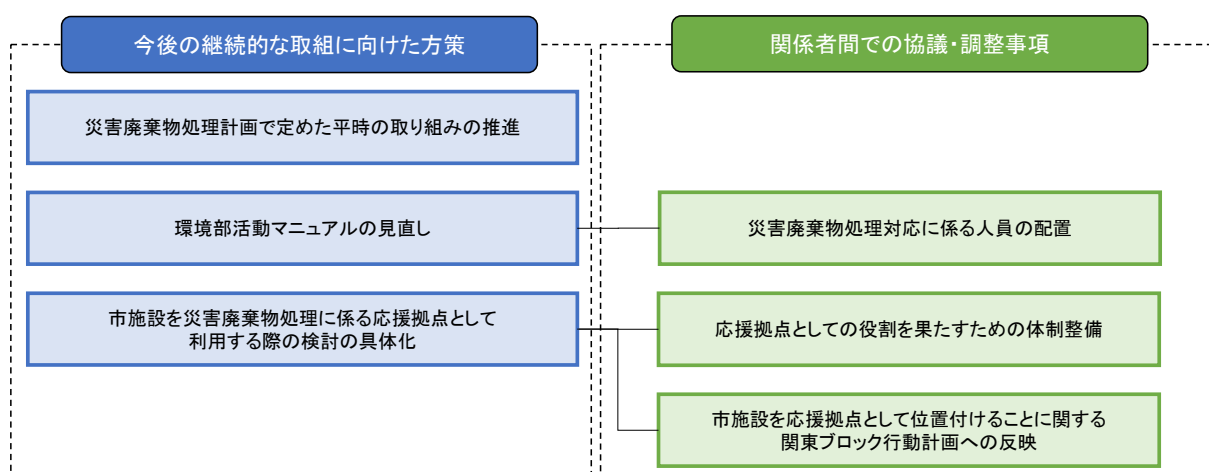 今後の継続的な取組に向けた方策
関係者間での協議・調整事項
災害廃棄物処理計画で定めた平時の取り組みの推進
環境部活動マニュアルの見直し
災害廃棄物処理対応に係る人員の配置
市施設を災害廃棄物処理に係る応援拠点として
利用する際の検討の具体化
応援拠点としての役割を果たすための体制整備
市施設を応援拠点として位置付けることに関する
関東ブロック行動計画への反映